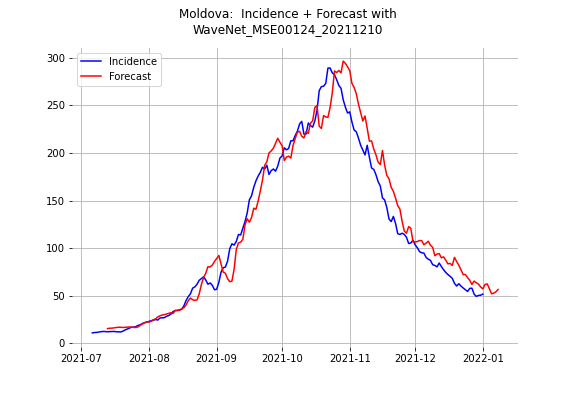 Moldova:  Incidence + Forecast with
WaveNet_MSE00124_20211210
Incidence
Forecast
300
250
200
150
100
50
0
2021-07 2021-08 2021-09 2021-10 2021-11 2021-12 2022-01